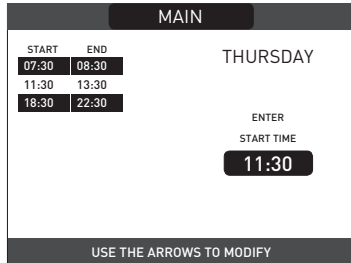 MAIN
START END
07:30 08:30
11:30 13:30
18:30 22:30
THURSDAY
ENTER
START TIME
11:30
USE THE ARROWS TO MODIFY